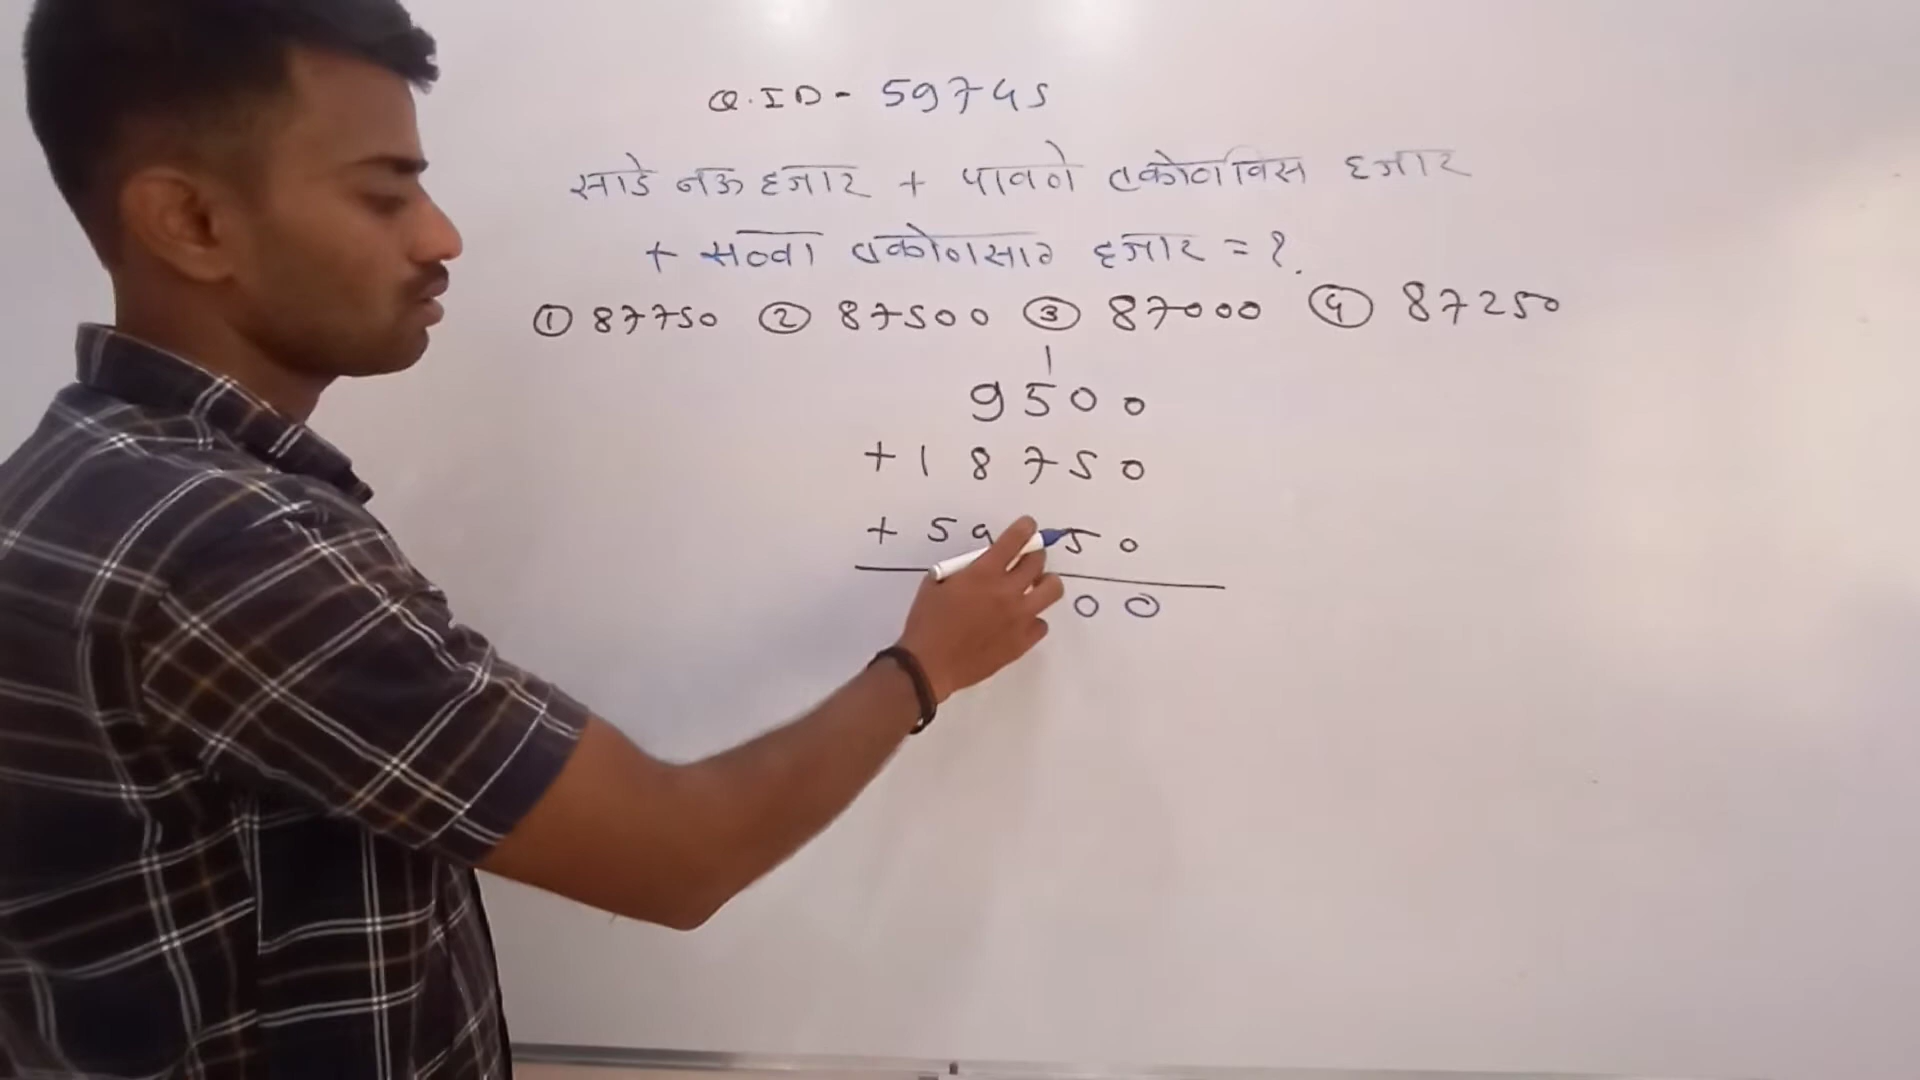 Q.ID- 59745
साडे नऊ हजार + पावणे एकोणविस हजार
+ सव्वा एकोणसाठ हजार = ?
① 87750 ② 87500 ③ 87000 ④ 87250
1
9500
+18750
+ 59 50
00